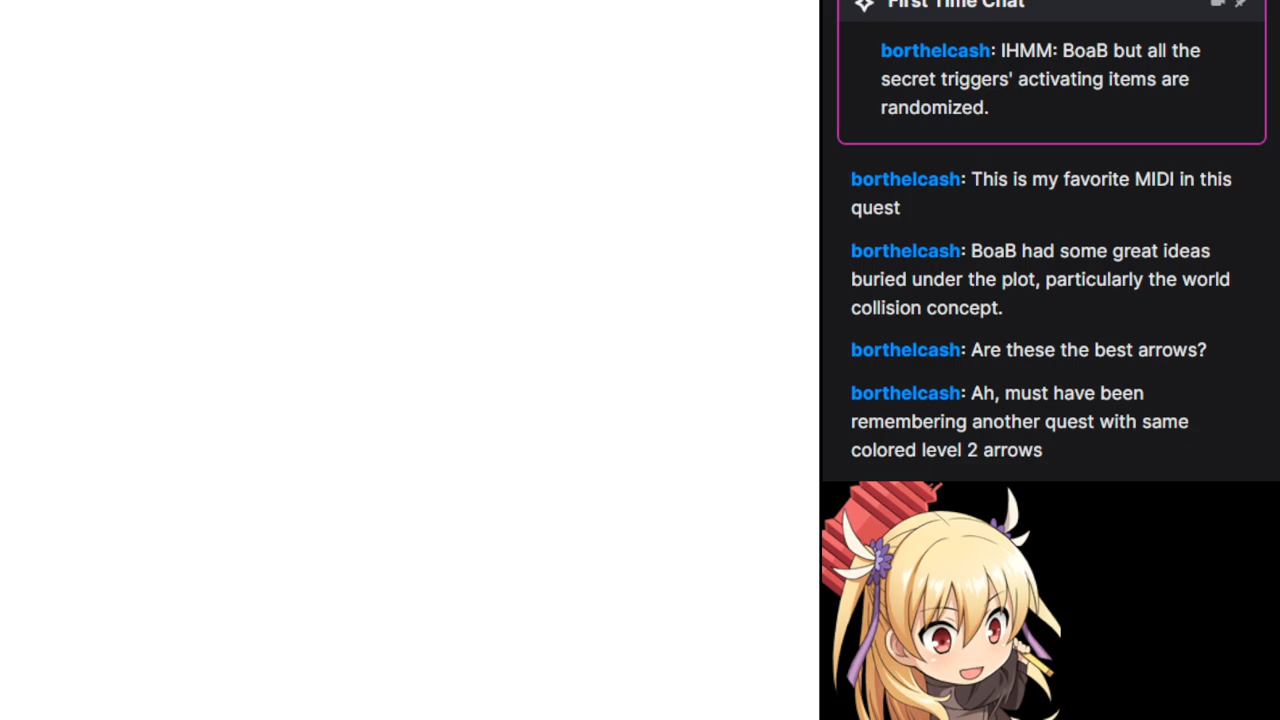 First Time Chat
borthelcash: IHMM: BoaB but all the
secret triggers' activating items are
randomized.
borthelcash: This is my favorite MIDI in this
quest
borthelcash: BoaB had some great ideas
buried under the plot, particularly the world
collision concept.
borthelcash: Are these the best arrows?
borthelcash: Ah, must have been
remembering another quest with same
colored level 2 arrows